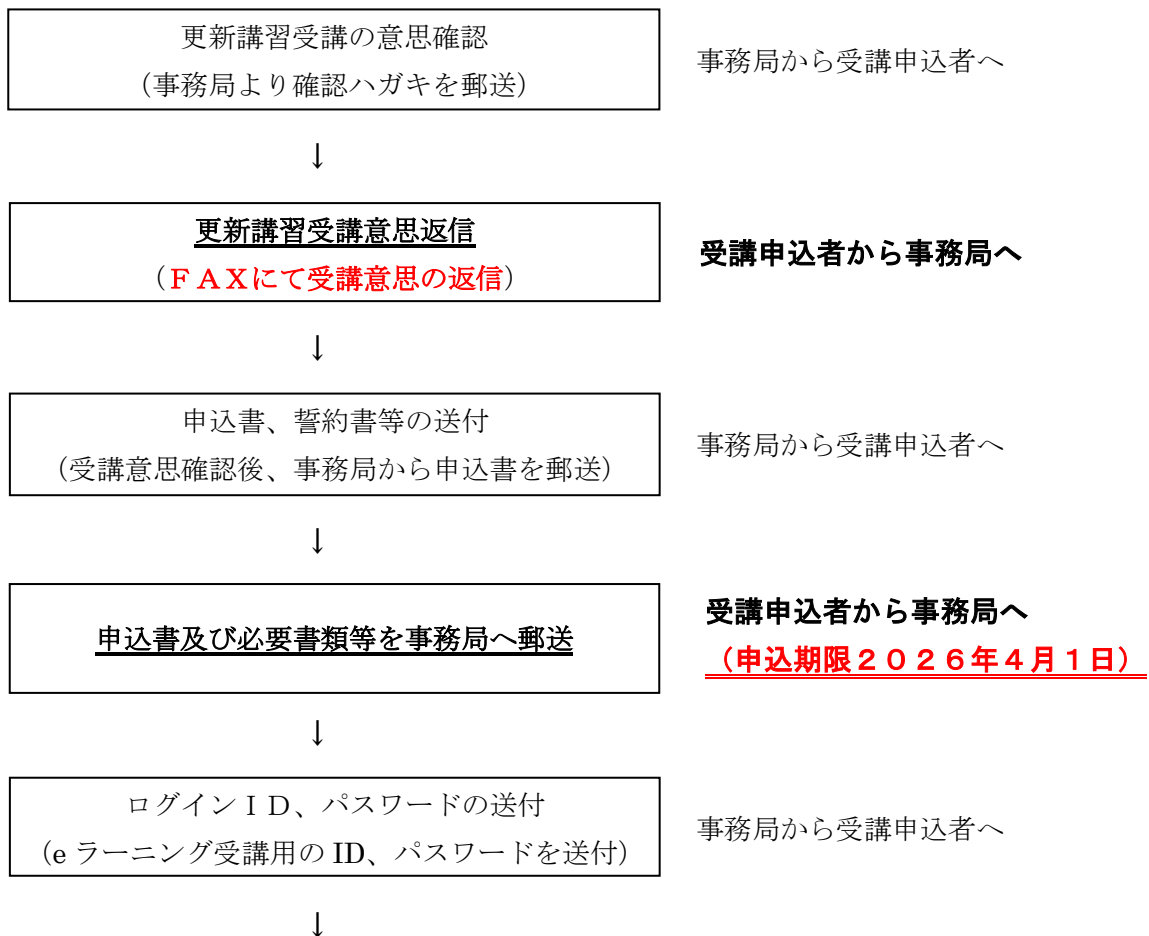 更新講習受講の意思確認
(事務局より確認ハガキを郵送)
事務局から受講申込者へ
↓
更新講習受講意思返信
(ＦＡＸにて受講意思の返信)
受講申込者から事務局へ
↓
申込書、誓約書等の送付
(受講意思確認後、事務局から申込書を郵送)
事務局から受講申込者へ
↓
申込書及び必要書類等を事務局へ郵送
受講申込者から事務局へ
（申込期限２０２６年４月１日）
↓
ログインＩＤ、パスワードの送付
(e ラーニング受講用の ID、パスワードを送付)
事務局から受講申込者へ
↓